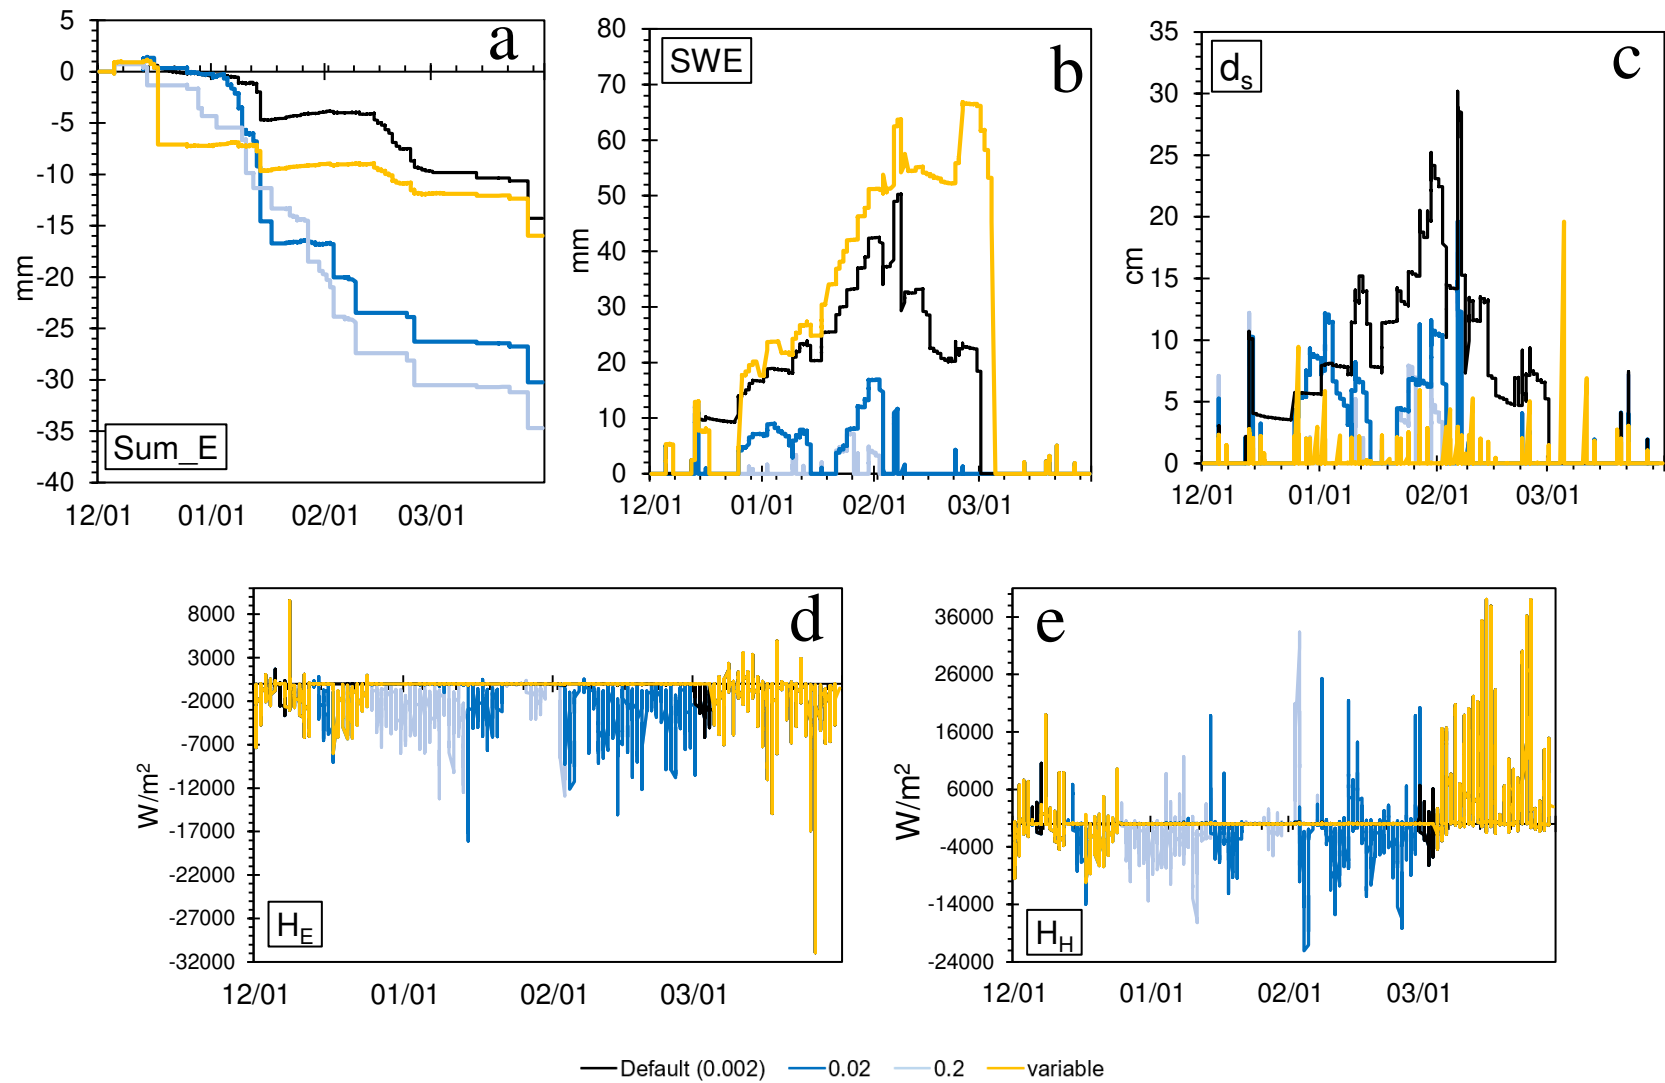 a
Sum_E
mm
5
0
-5
-10
-15
-20
-25
-30
-35
-40
12/01 01/01 02/01 03/01
b
SWE
mm
80
70
60
50
40
30
20
10
0
12/01 01/01 02/01 03/01
c
ds
cm
35
30
25
20
15
10
5
0
12/01 01/01 02/01 03/01
d
HE
W/m2
8000
3000
-2000
-7000
-12000
-17000
-22000
-27000
-32000
12/01 01/01 02/01 03/01
e
HH
W/m2
36000
26000
16000
6000
-4000
-14000
-24000
12/01 01/01 02/01 03/01
Default (0.002) 0.02 0.2 variable